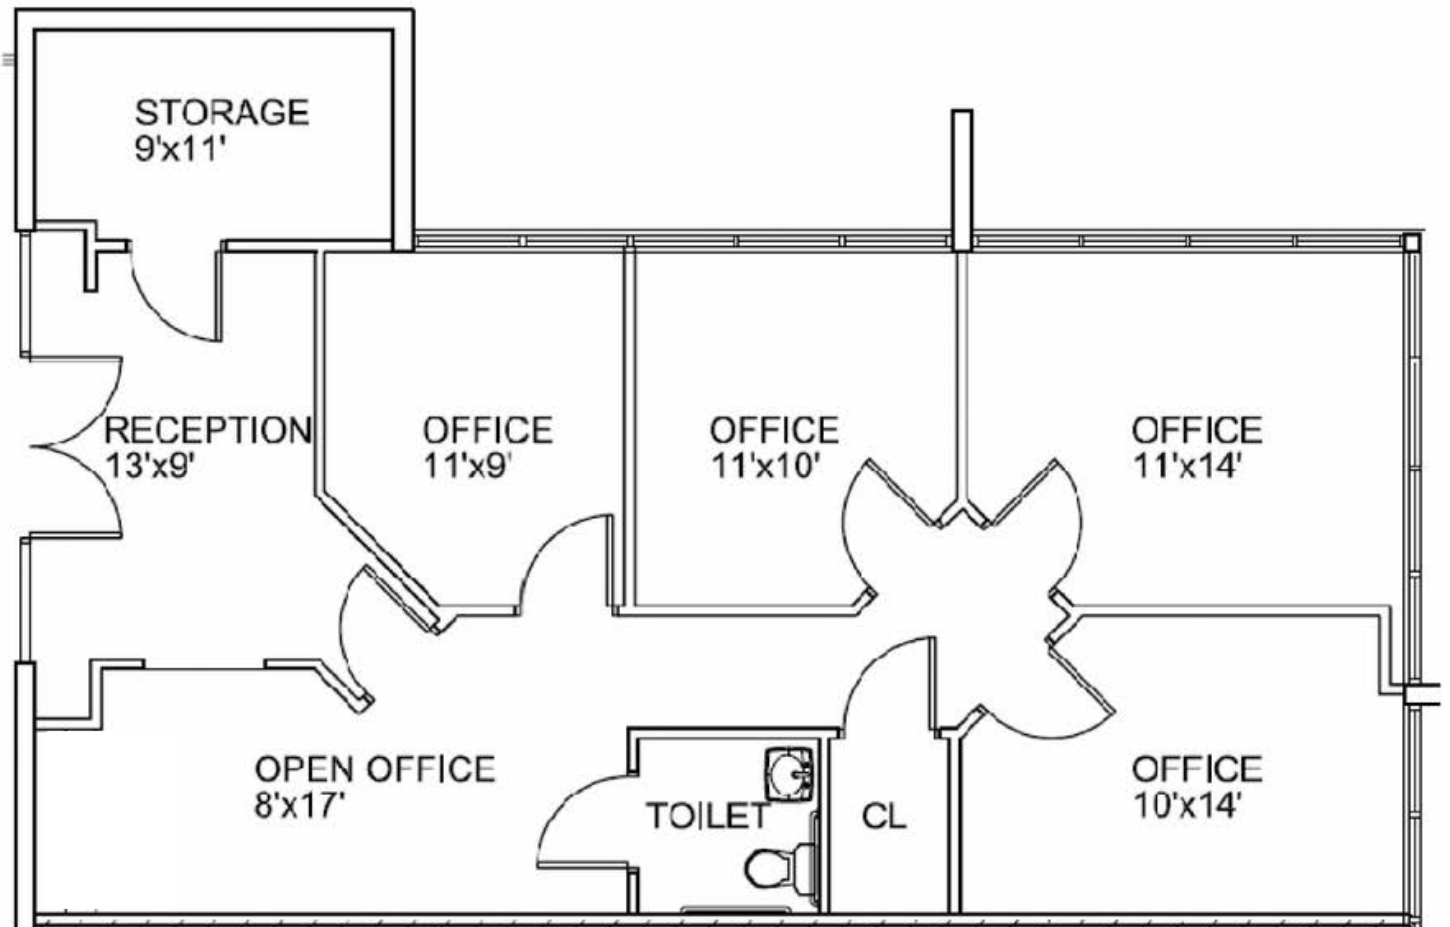 STORAGE
9'x11'
RECEPTION
13'x9'
OFFICE
11'x9'
OFFICE
11'x10'
OFFICE
11'x14'
OPEN OFFICE
8'x17'
TOILET
CL
OFFICE
10'x14'